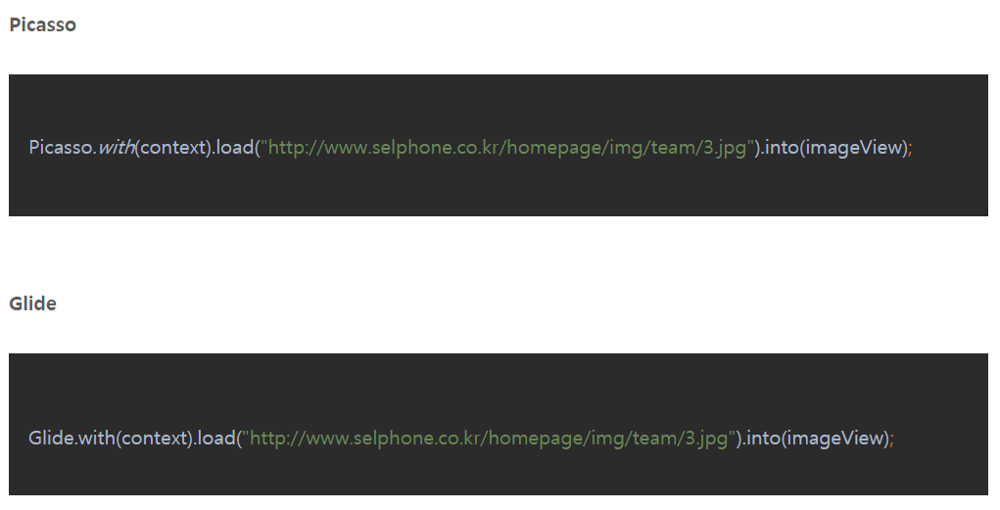 Picasso
Picasso.with(context).load("http://www.selphone.co.kr/homepage/img/team/3.jpg").into(imageView);
Glide
Glide.with(context).load("http://www.selphone.co.kr/homepage/img/team/3.jpg").into(imageView);